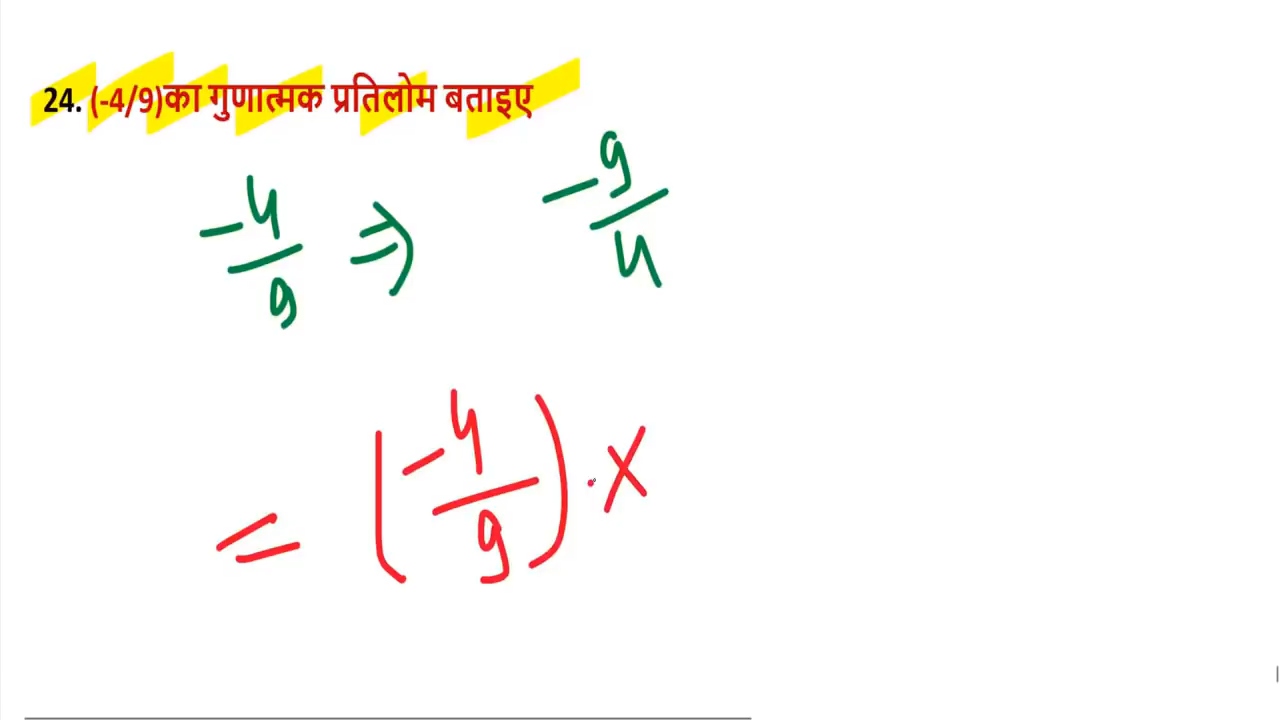 24. (-4/9)का गुणात्मक प्रतिलोम बताइए
-4/9 ⇒ -9/4
= (-4/9) ×